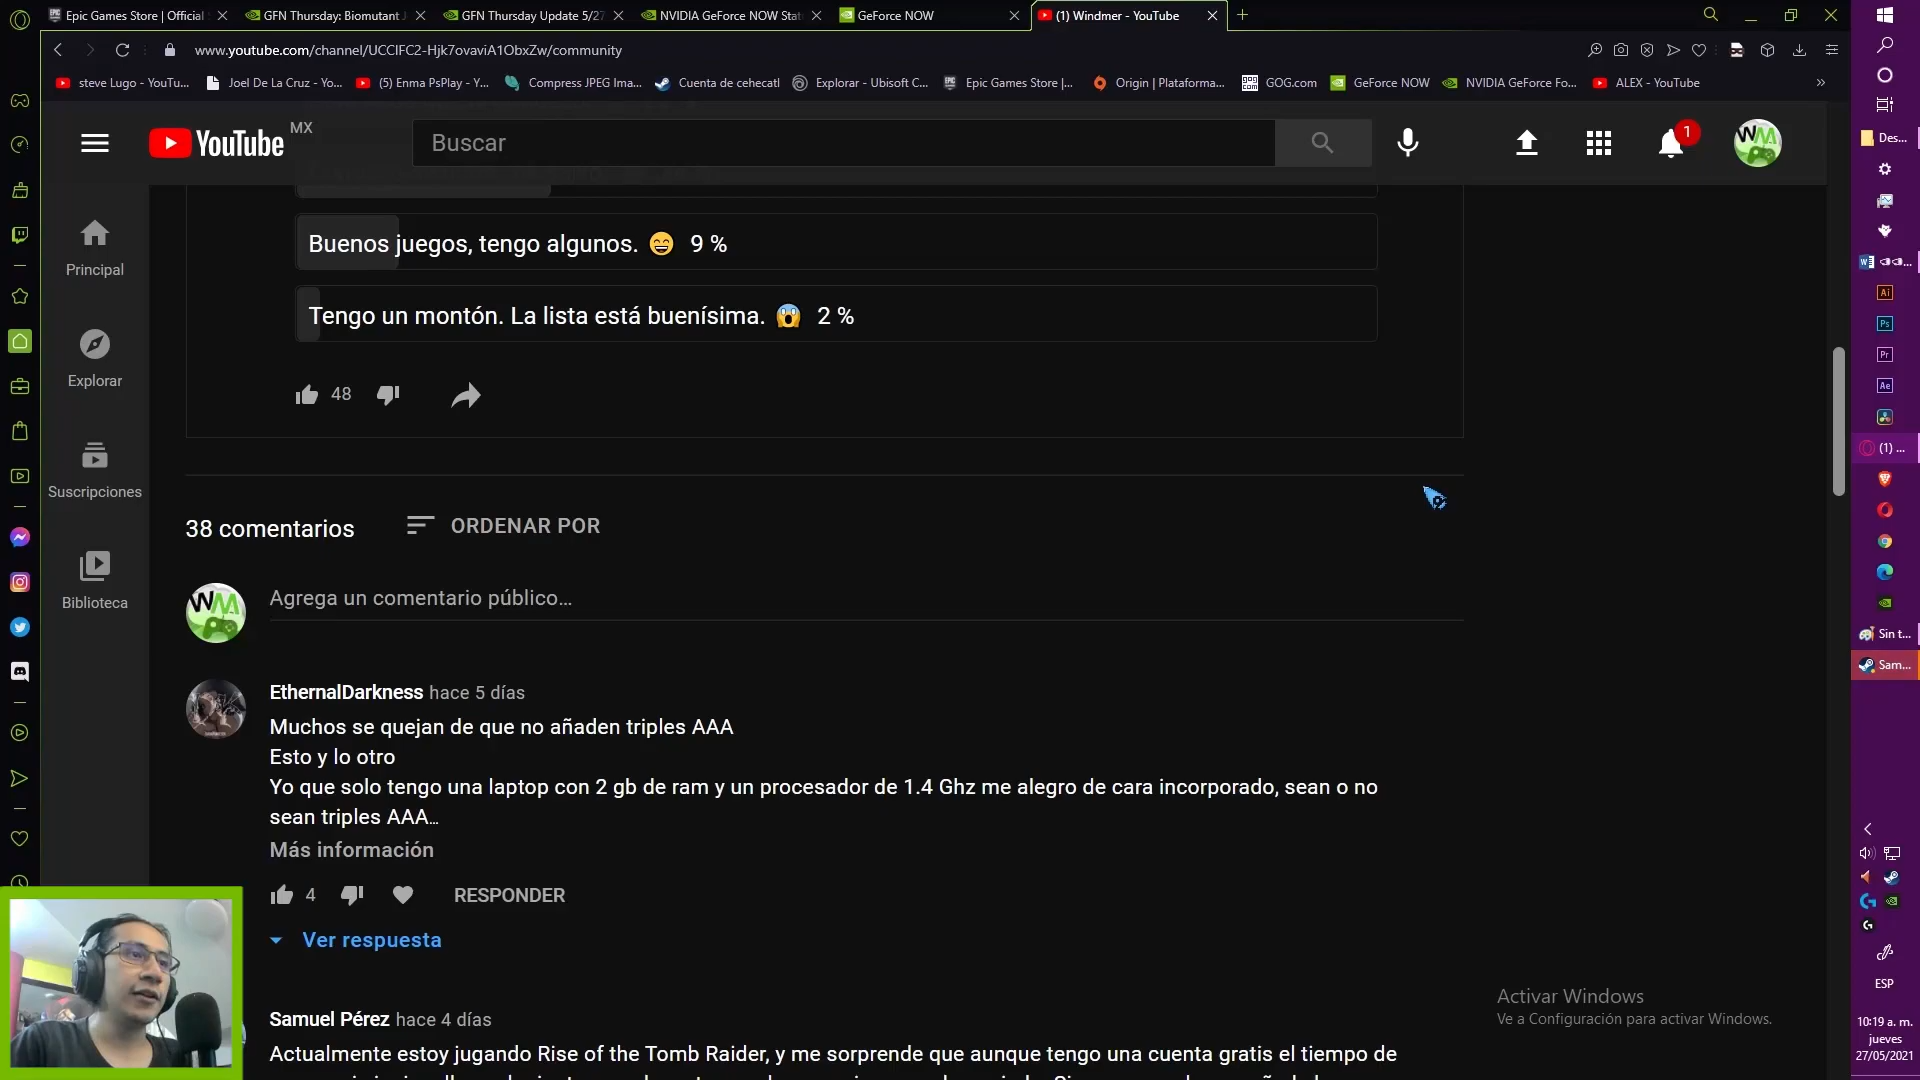 Epic Games Store | Official
GFN Thursday: Biomutant
GFN Thursday Update 5/27
NVIDIA GeForce NOW Stat
GeForce NOW
(1) Windmer - YouTube
www.youtube.com/channel/UCCIFC2-Hjk7ovaviA1ObxZw/community
steve Lugo - YouTu...
Joel De La Cruz - Yo...
(5) Enma PsPlay - Y...
Compress JPEG Ima...
Cuenta de cehecatl
Explorar - Ubisoft C...
Epic Games Store |...
Origin | Plataforma...
GOG.com
GeForce NOW
NVIDIA GeForce Fo...
ALEX - YouTube
YouTube MX
Buscar
1
WM
Des...
Principal
Explorar
Suscripciones
Biblioteca
Buenos juegos, tengo algunos. 😄 9 %
Tengo un montón. La lista está buenísima. 😱 2 %
48
38 comentarios
ORDENAR POR
WM
Agrega un comentario público...
EthernalDarkness hace 5 días
Muchos se quejan de que no añaden triples AAA
Esto y lo otro
Yo que solo tengo una laptop con 2 gb de ram y un procesador de 1.4 Ghz me alegro de cara incorporado, sean o no
sean triples AAA...
Más información
4
RESPONDER
Ver respuesta
Samuel Pérez hace 4 días
Actualmente estoy jugando Rise of the Tomb Raider, y me sorprende que aunque tengo una cuenta gratis el tiempo de
Activar Windows
Ve a Configuración para activar Windows.
Ai
Ps
Pr
Ae
(1) ...
Sin t...
Sam...
ESP
10:19 a. m.
jueves
27/05/2021